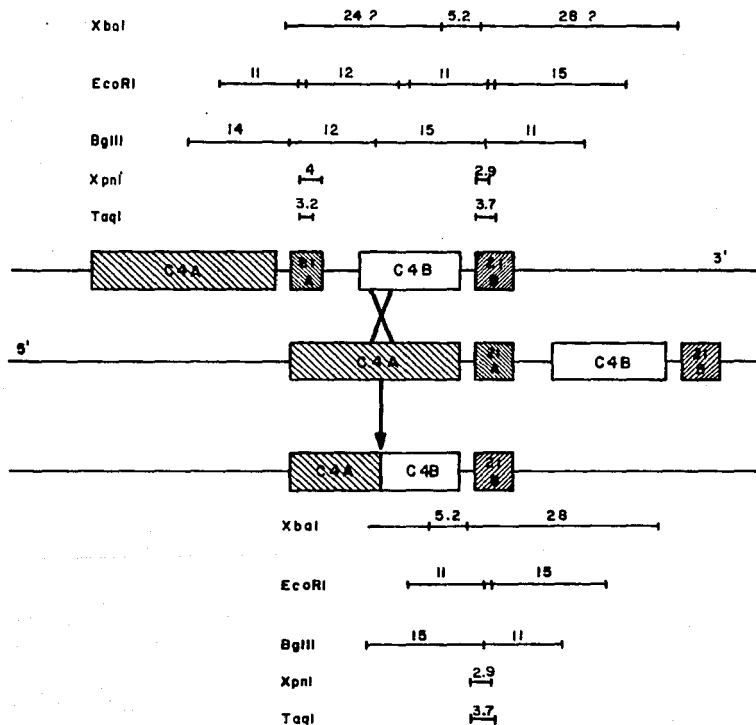 24 ? 5.2 28 ?
XbaI
11 12 11 15
EcoRI
14 12 15 11
BglII
4 2.9
XpnI
3.2 3.7
TaqI
C4A 21 A C4B 21 B 3'
5' C4A 21 A C4B 21 B
C4A C4B 21 B
5.2 28
XbaI
11 15
EcoRI
15 11
BglII
2.9
XpnI
3.7
TaqI